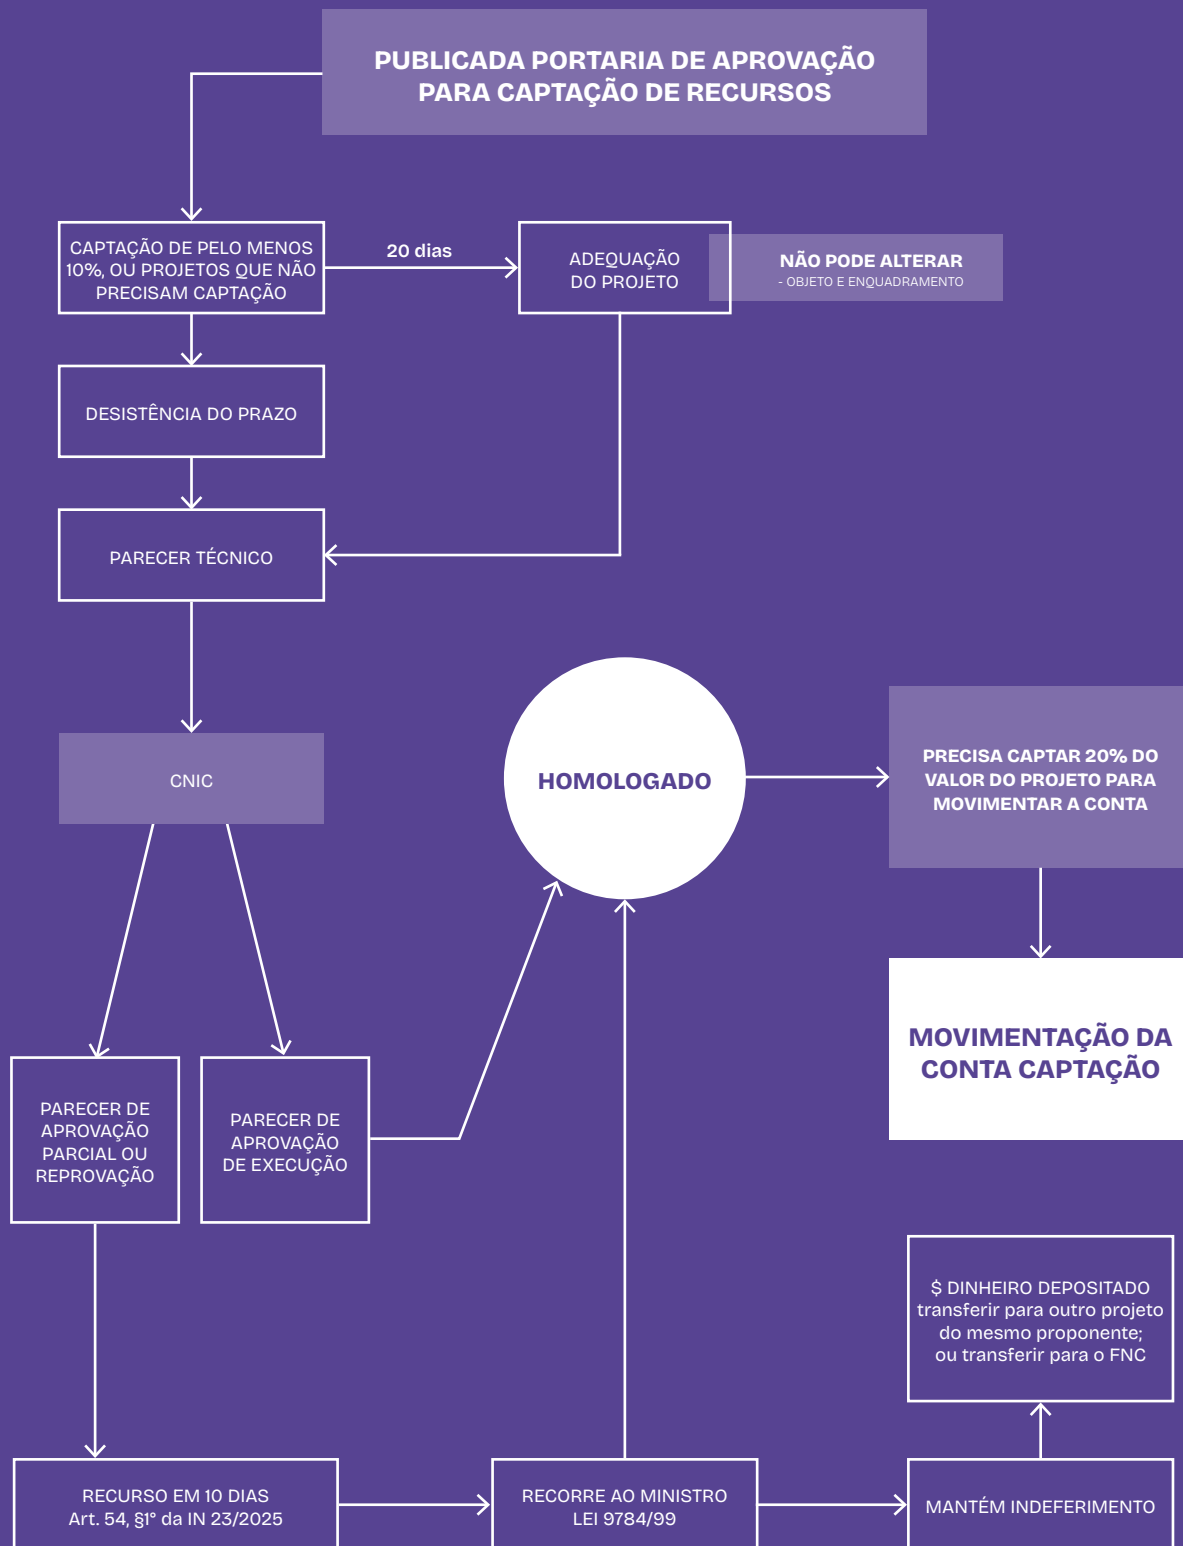 PUBLICADA PORTARIA DE APROVAÇÃO
PARA CAPTAÇÃO DE RECURSOS
CAPTAÇÃO DE PELO MENOS
10%, OU PROJETOS QUE NÃO
PRECISAM CAPTAÇÃO
20 dias
ADEQUAÇÃO
DO PROJETO
NÃO PODE ALTERAR
- OBJETO E ENQUADRAMENTO
DESISTÊNCIA DO PRAZO
PARECER TÉCNICO
CNIC
HOMOLOGADO
PRECISA CAPTAR 20% DO
VALOR DO PROJETO PARA
MOVIMENTAR A CONTA
MOVIMENTAÇÃO DA
CONTA CAPTAÇÃO
PARECER DE
APROVAÇÃO
PARCIAL OU
REPROVAÇÃO
PARECER DE
APROVAÇÃO
DE EXECUÇÃO
$ DINHEIRO DEPOSITADO
transferir para outro projeto
do mesmo proponente;
ou transferir para o FNC
RECURSO EM 10 DIAS
Art. 54, §1° da IN 23/2025
RECORRE AO MINISTRO
LEI 9784/99
MANTÉM INDEFERIMENTO